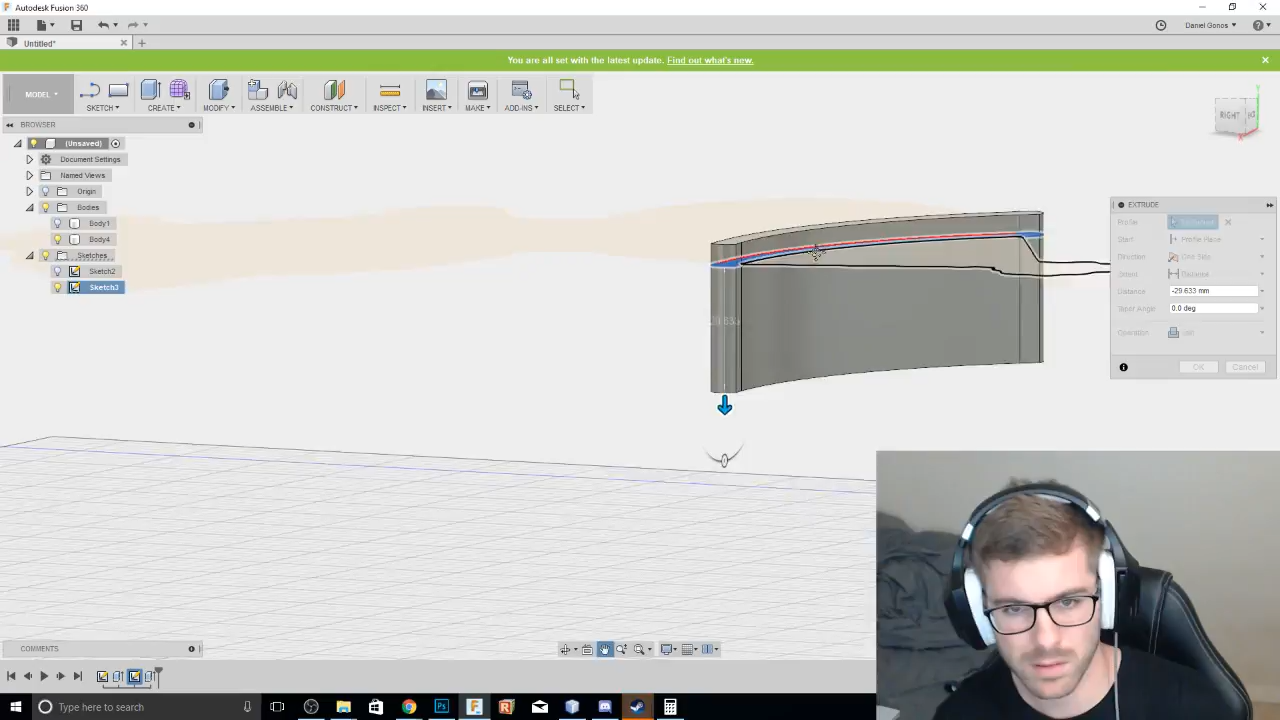 Autodesk Fusion 360
Daniel Gonos
Untitled*
You are all set with the latest update. Find out what's new.
MODEL
SKETCH
CREATE
MODIFY
ASSEMBLE
CONSTRUCT
INSPECT
INSERT
MAKE
ADD-INS
SELECT
BROWSER
(Unsaved)
Document Settings
Named Views
Origin
Bodies
Body1
Body4
Sketches
Sketch2
Sketch3
RIGHT
EXTRUDE
Profile
Start
Profile Plane
Direction
One Side
Extent
Distance
Distance
-29.633 mm
Taper Angle
0.0 deg
Operation
Join
OK
Cancel
COMMENTS
Type here to search